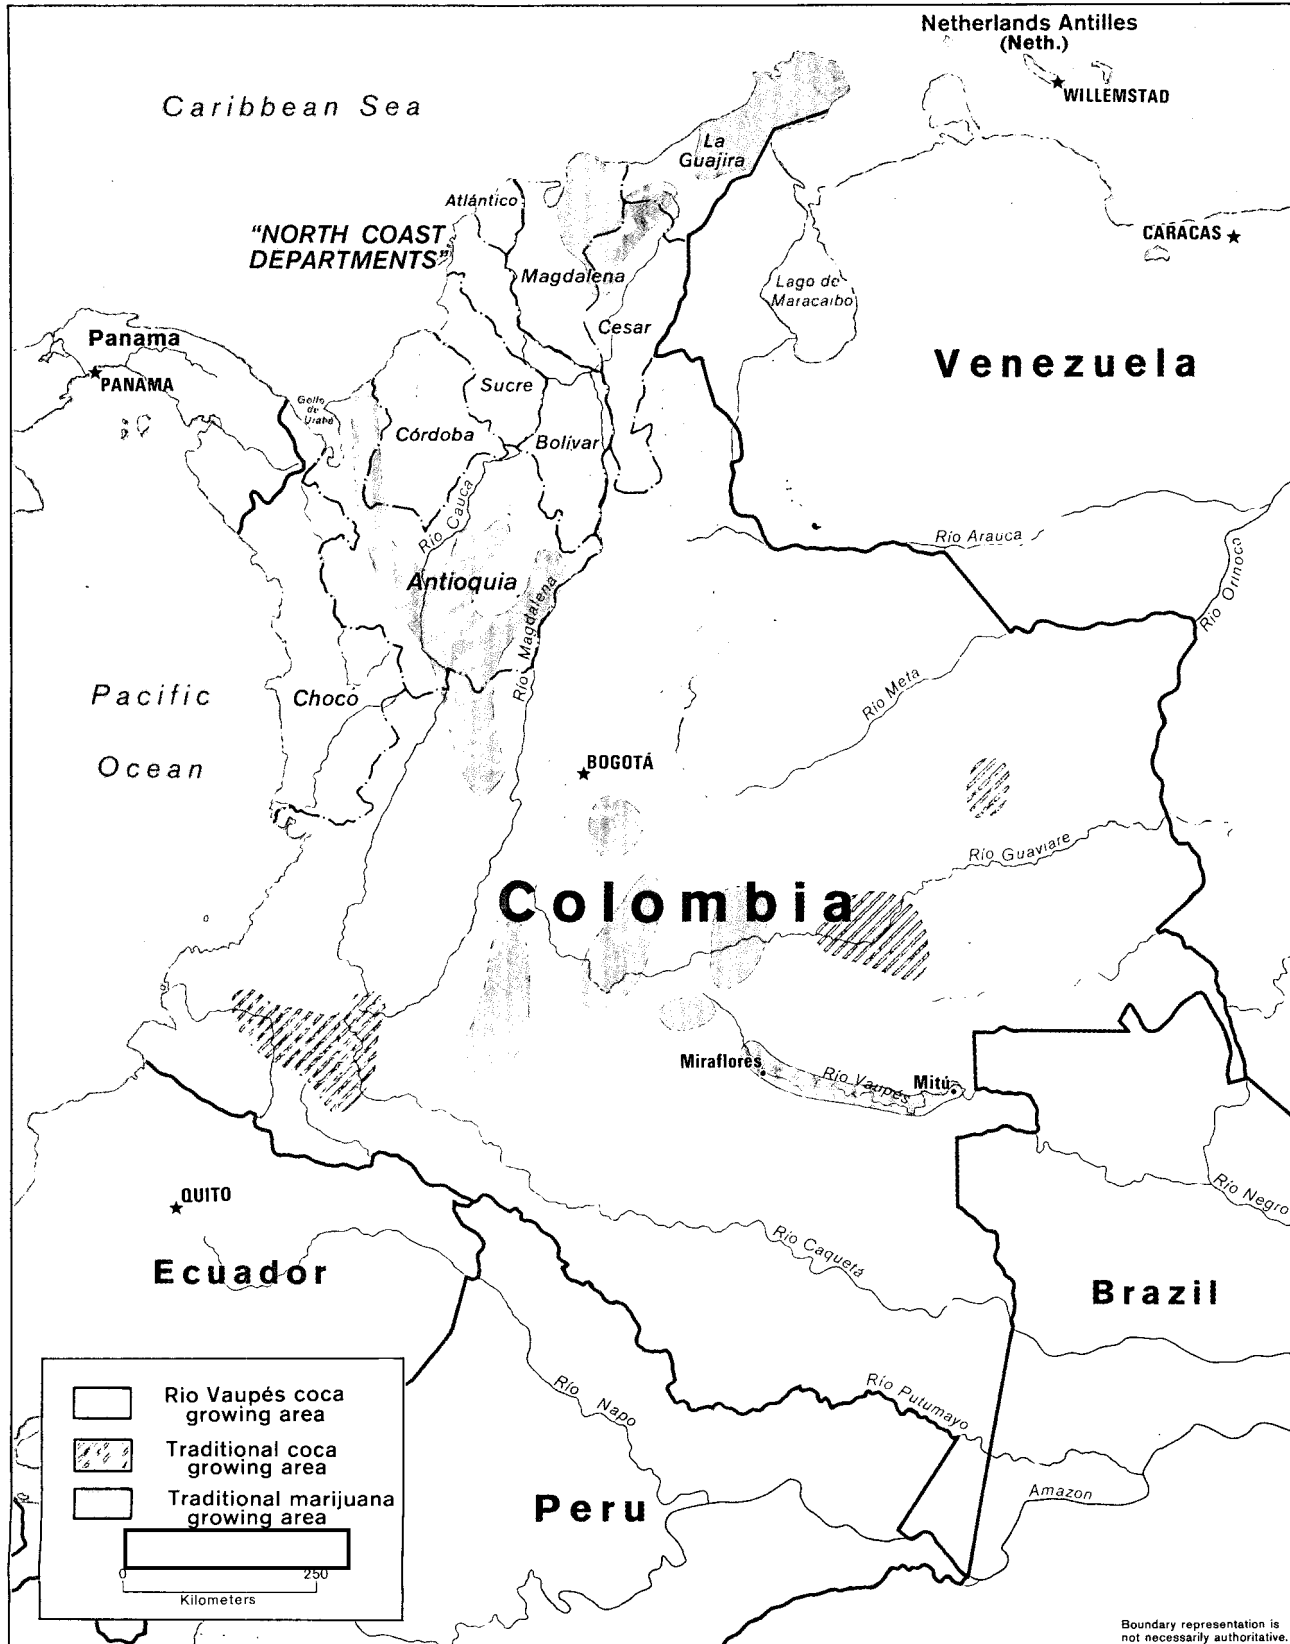 Netherlands Antilles
(Neth.)
WILLEMSTAD
Caribbean Sea
La
Guajira
Atlántico
"NORTH COAST
DEPARTMENTS"
CARACAS
Magdalena
Lago de
Maracaibo
Cesar
Panama
PANAMA
Venezuela
Sucre
Golfo
de
Urabá
Córdoba
Bolívar
Río Cauca
Río Arauca
Río Orinoco
Antioquia
Río Magdalena
Río Meta
Pacific
Ocean
Chocó
BOGOTÁ
Río Guaviare
Colombia
Miraflores
Río Vaupés
Mitú
QUITO
Río Negro
Ecuador
Río Caquetá
Brazil
Rio Vaupés coca
growing area
Traditional coca
growing area
Traditional marijuana
growing area
0 250
Kilometers
Río Napo
Río Putumayo
Peru
Amazon
Boundary representation is
not necessarily authoritative.